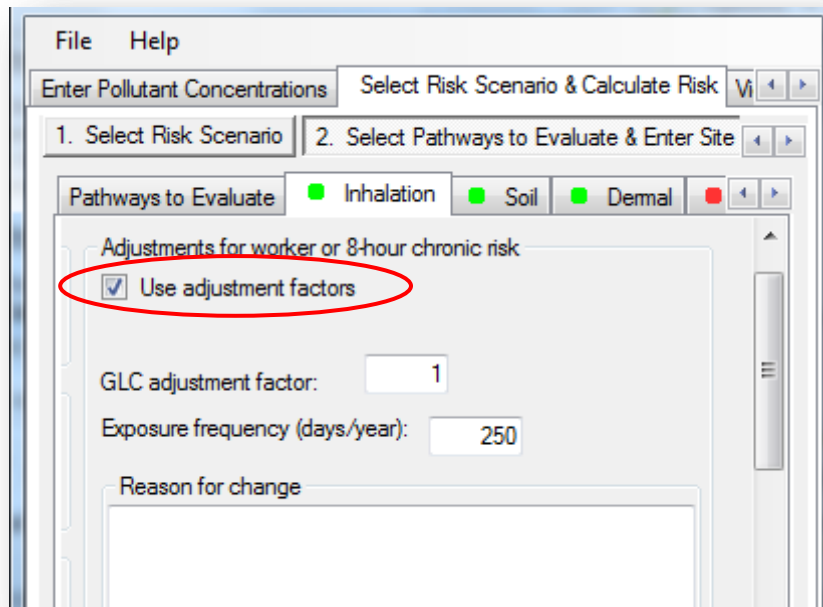 File Help
Enter Pollutant Concentrations Select Risk Scenario & Calculate Risk Vi
1. Select Risk Scenario 2. Select Pathways to Evaluate & Enter Site
Pathways to Evaluate Inhalation Soil Dermal
Adjustments for worker or 8-hour chronic risk
Use adjustment factors
GLC adjustment factor: 1
Exposure frequency (days/year): 250
Reason for change